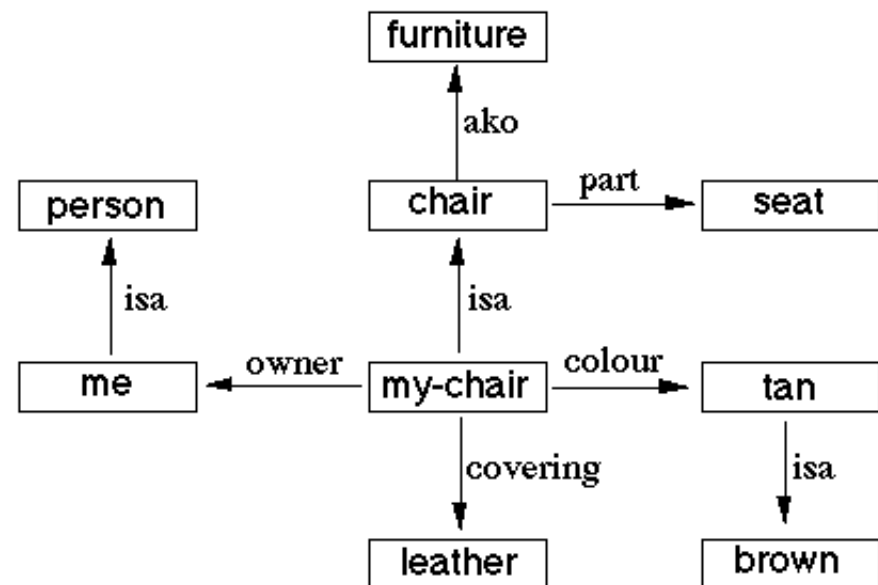 furniture
ako
person
chair
part
seat
isa
isa
me
owner
my-chair
colour
tan
covering
isa
leather
brown